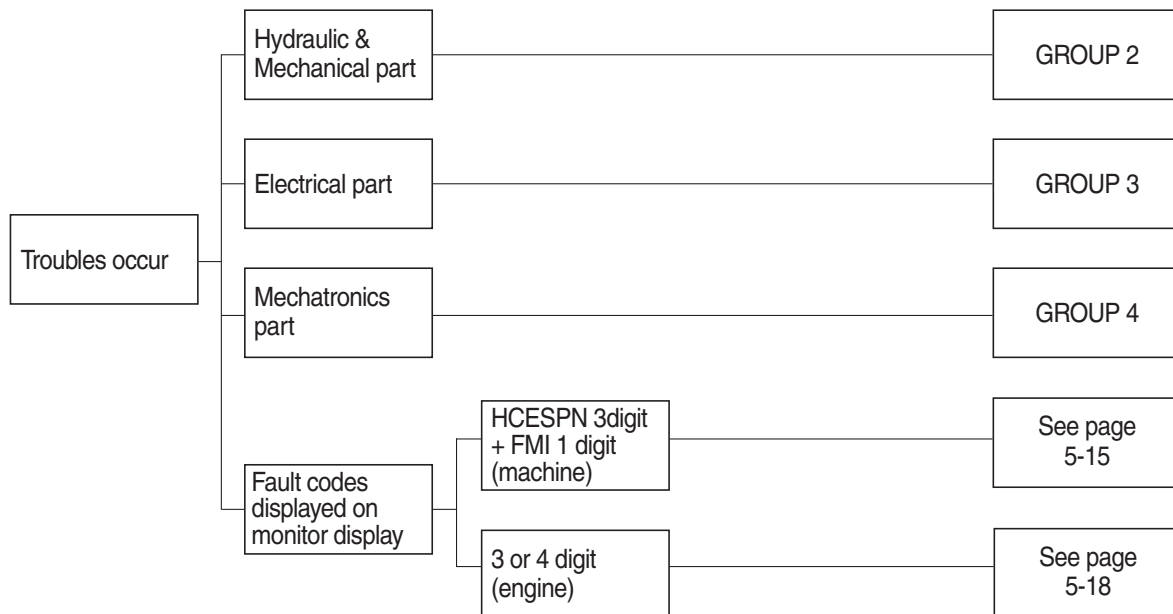 Troubles occur
Hydraulic &
Mechanical part
GROUP 2
Electrical part
GROUP 3
Mechatronics
part
GROUP 4
Fault codes
displayed on
monitor display
HCESPN 3digit
+ FMI 1 digit
(machine)
See page
5-15
3 or 4 digit
(engine)
See page
5-18